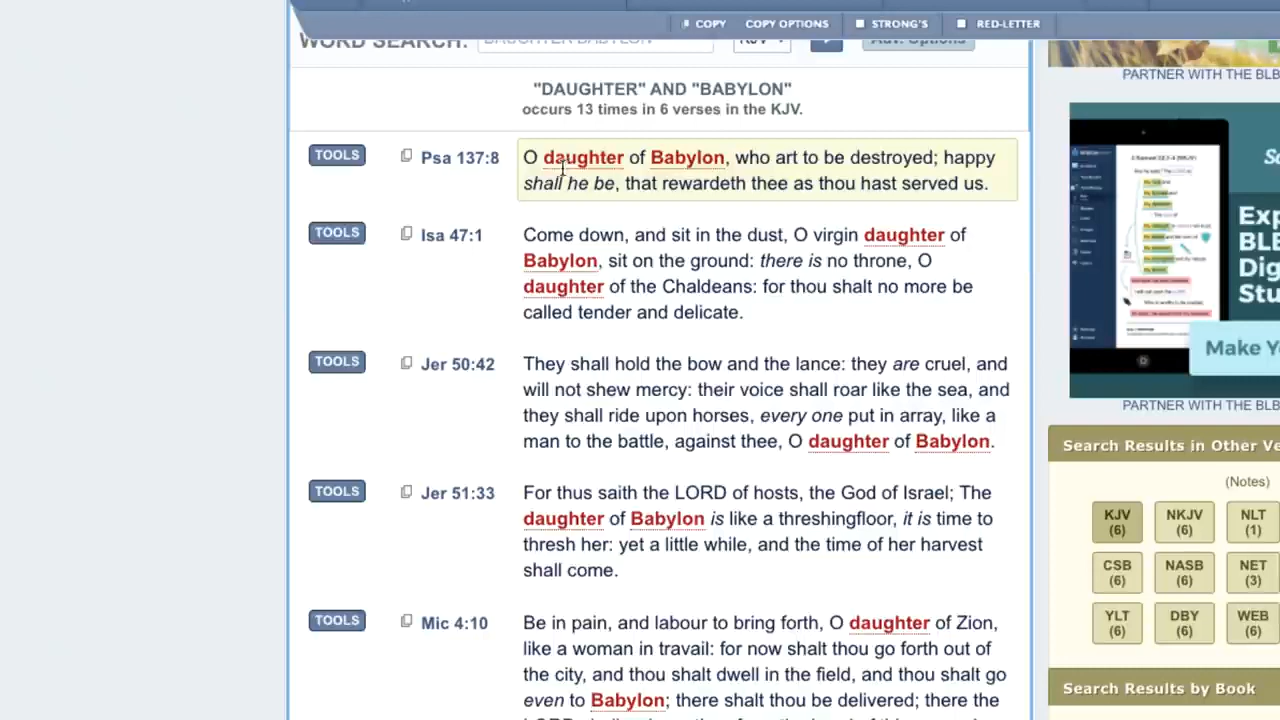 COPY
COPY OPTIONS
STRONG'S
RED-LETTER
WORD SEARCH:
DAUGHTER BABYLON
KJV
Adv. Options
"DAUGHTER" AND "BABYLON"
occurs 13 times in 6 verses in the KJV.
TOOLS
Psa 137:8
O daughter of Babylon, who art to be destroyed; happy
shall he be, that rewardeth thee as thou hast served us.
TOOLS
Isa 47:1
Come down, and sit in the dust, O virgin daughter of
Babylon, sit on the ground: there is no throne, O
daughter of the Chaldeans: for thou shalt no more be
called tender and delicate.
TOOLS
Jer 50:42
They shall hold the bow and the lance: they are cruel, and
will not shew mercy: their voice shall roar like the sea, and
they shall ride upon horses, every one put in array, like a
man to the battle, against thee, O daughter of Babylon.
TOOLS
Jer 51:33
For thus saith the LORD of hosts, the God of Israel; The
daughter of Babylon is like a threshingfloor, it is time to
thresh her: yet a little while, and the time of her harvest
shall come.
TOOLS
Mic 4:10
Be in pain, and labour to bring forth, O daughter of Zion,
like a woman in travail: for now shalt thou go forth out of
the city, and thou shalt dwell in the field, and thou shalt go
even to Babylon; there shalt thou be delivered; there the
PARTNER WITH THE BLB
Exp
BLE
Dig
Stu
Make Yo
PARTNER WITH THE BLB
Search Results in Other Ve
(Notes)
KJV
(6)
NKJV
(6)
NLT
(1)
CSB
(6)
NASB
(6)
NET
(3)
YLT
(6)
DBY
(6)
WEB
(6)
Search Results by Book